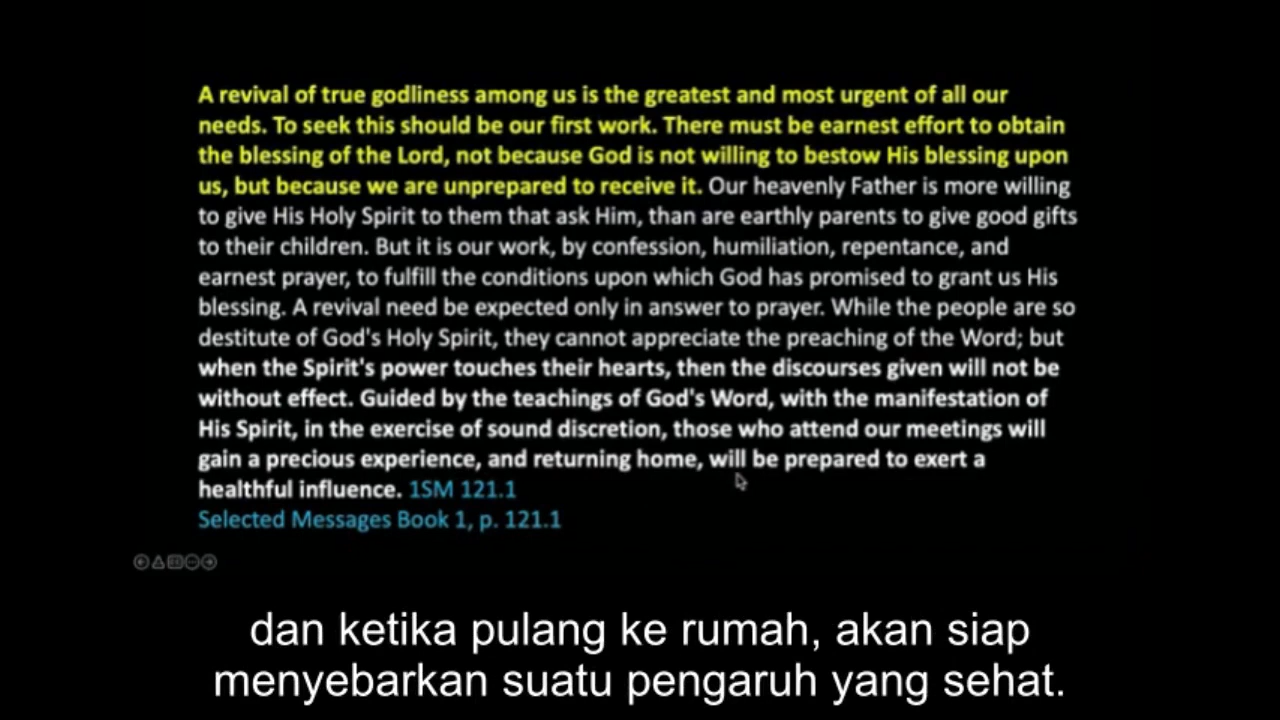 A revival of true godliness among us is the greatest and most urgent of all our
needs. To seek this should be our first work. There must be earnest effort to obtain
the blessing of the Lord, not because God is not willing to bestow His blessing upon
us, but because we are unprepared to receive it. Our heavenly Father is more willing
to give His Holy Spirit to them that ask Him, than are earthly parents to give good gifts
to their children. But it is our work, by confession, humiliation, repentance, and
earnest prayer, to fulfill the conditions upon which God has promised to grant us His
blessing. A revival need be expected only in answer to prayer. While the people are so
destitute of God's Holy Spirit, they cannot appreciate the preaching of the Word; but
when the Spirit's power touches their hearts, then the discourses given will not be
without effect. Guided by the teachings of God's Word, with the manifestation of
His Spirit, in the exercise of sound discretion, those who attend our meetings will
gain a precious experience, and returning home, will be prepared to exert a
healthful influence. 1SM 121.1
Selected Messages Book 1, p. 121.1
dan ketika pulang ke rumah, akan siap
menyebarkan suatu pengaruh yang sehat.